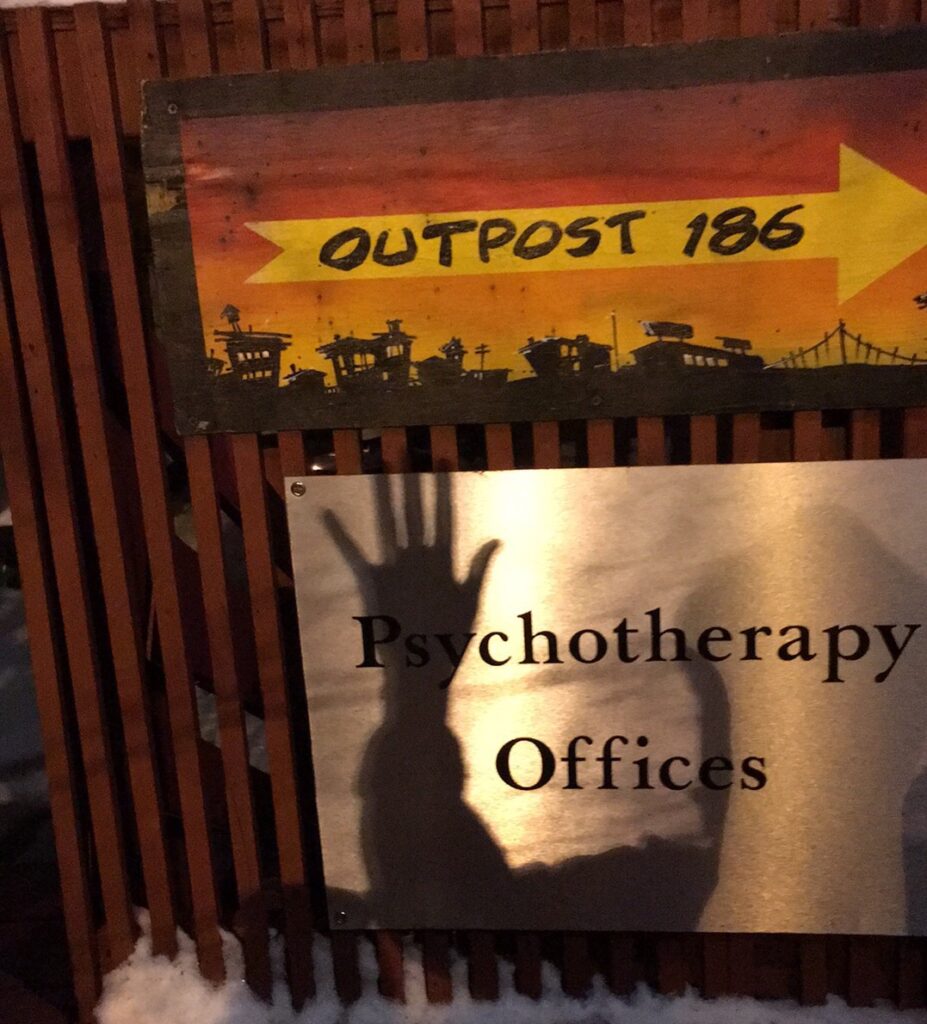 OUTPOST 186
Psychotherapy
Offices